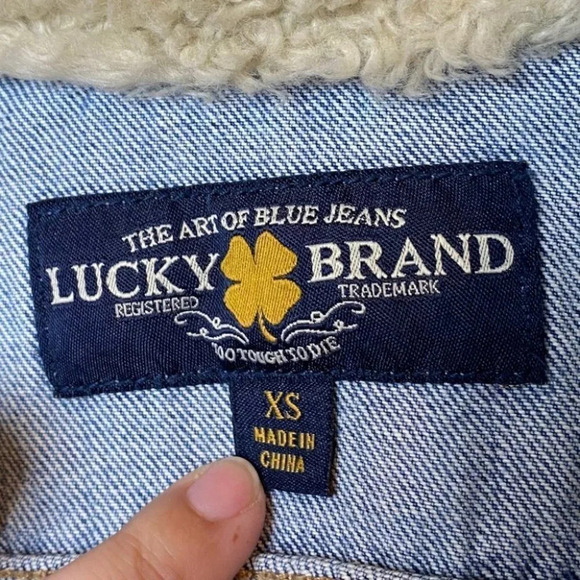 THE ART OF BLUE JEANS
LUCKY BRAND
REGISTERED TRADEMARK
TOO TOUGH TO DIE
XS
MADE IN
CHINA